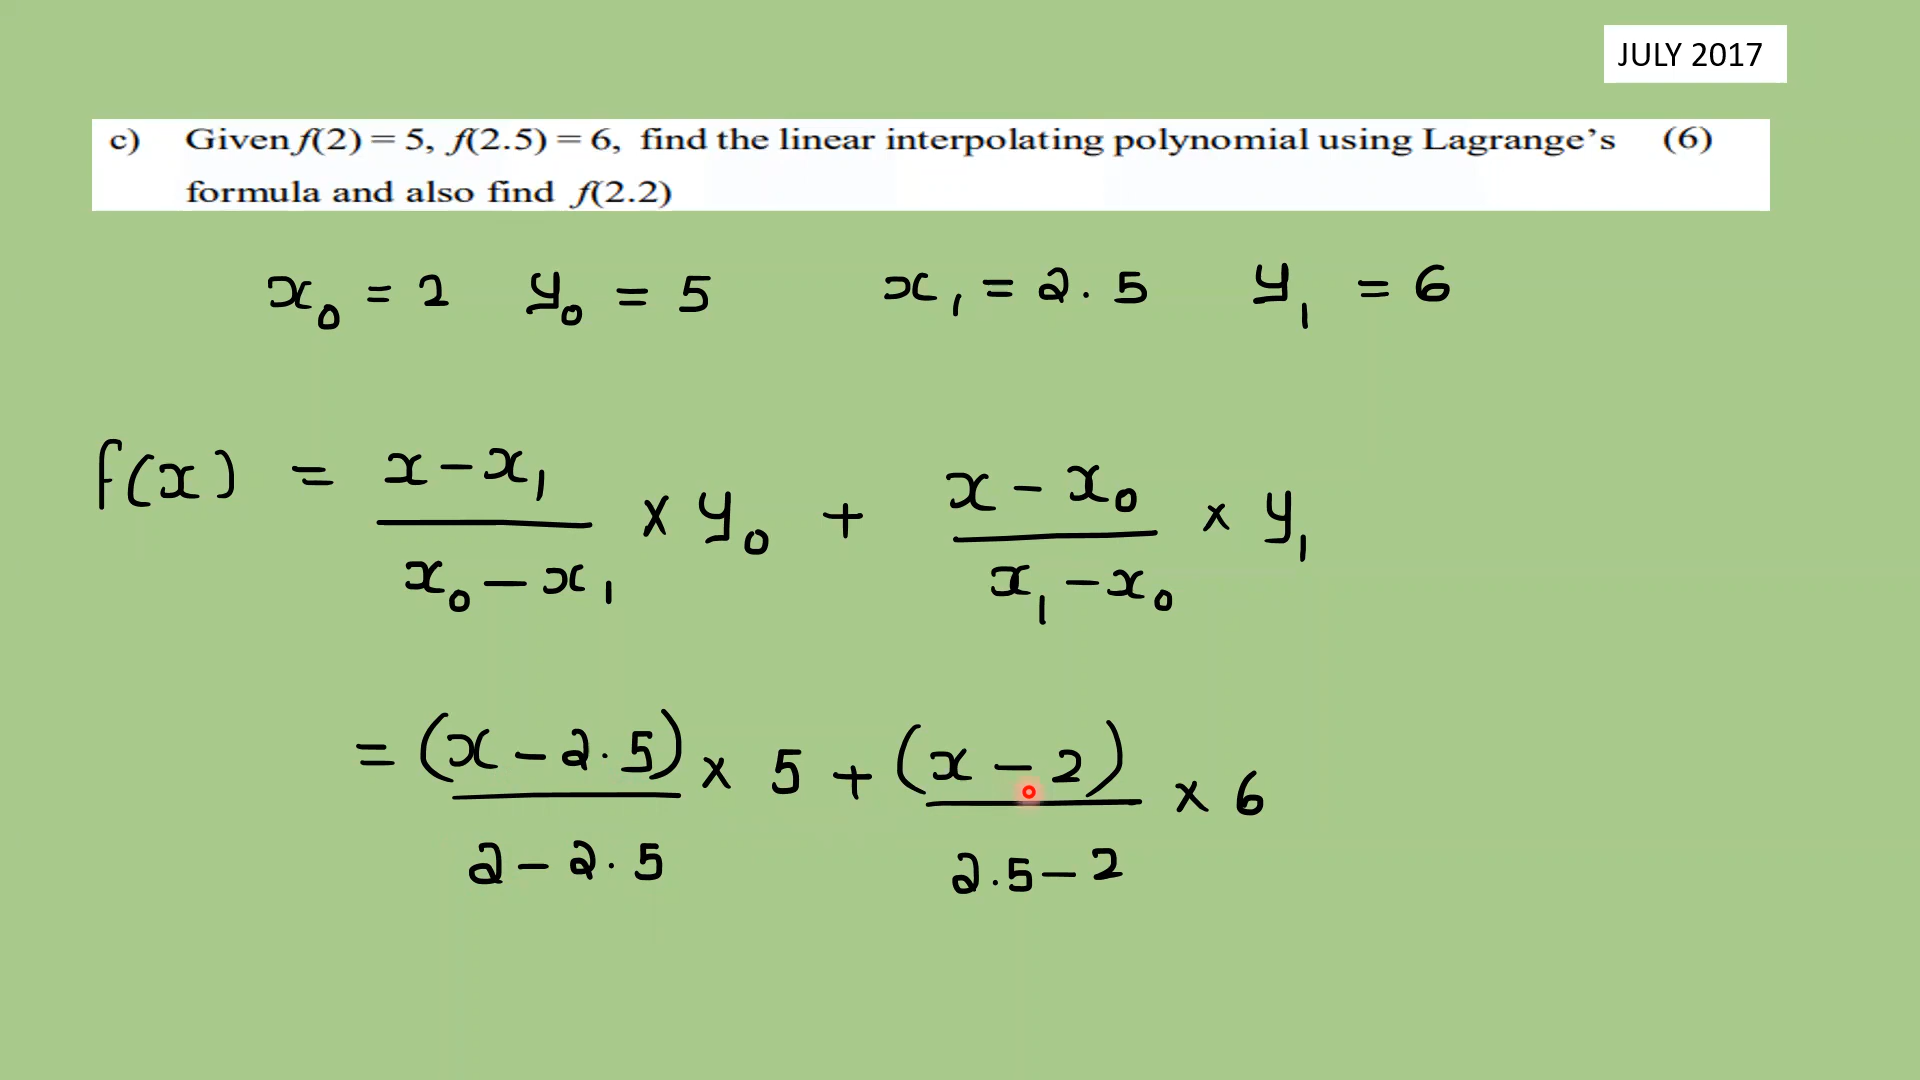 JULY 2017
c) Given f(2) = 5, f(2.5) = 6, find the linear interpolating polynomial using Lagrange's (6)
formula and also find f(2.2)
x₀ = 2 y₀ = 5 x₁ = 2.5 y₁ = 6
f(x) = (x - x₁)/(x₀ - x₁) × y₀ + (x - x₀)/(x₁ - x₀) × y₁
= (x - 2.5)/(2 - 2.5) × 5 + (x - 2)/(2.5 - 2) × 6